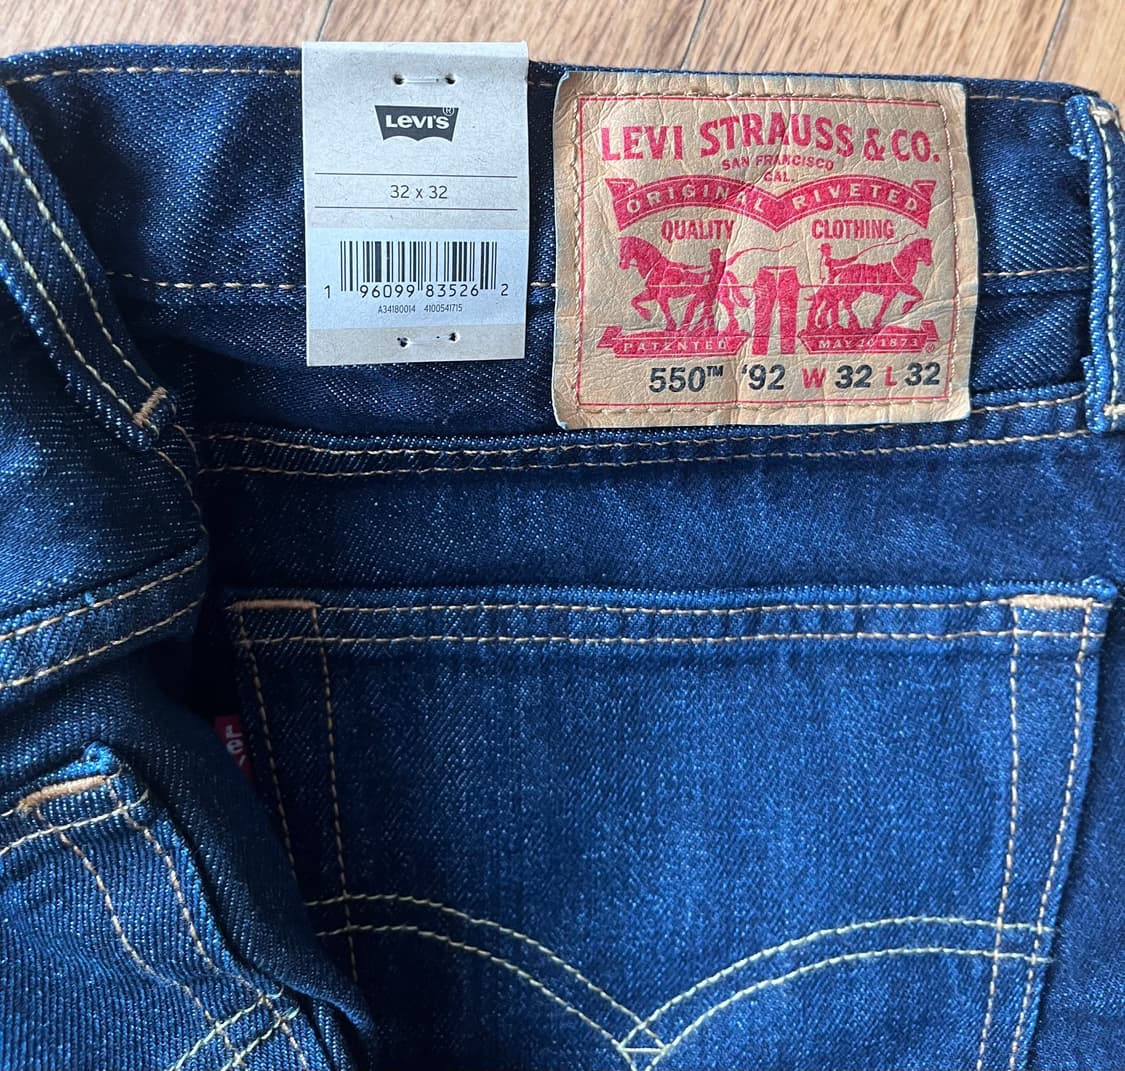 LEVI'S®
32 x 32
1 96099 83526 2
A34180014 4100541715
LEVI STRAUSS & CO.
SAN FRANCISCO
CAL.
ORIGINAL RIVETED
QUALITY CLOTHING
PATENTED MAY 20 1873
550™ '92 W 32 L 32
Lev